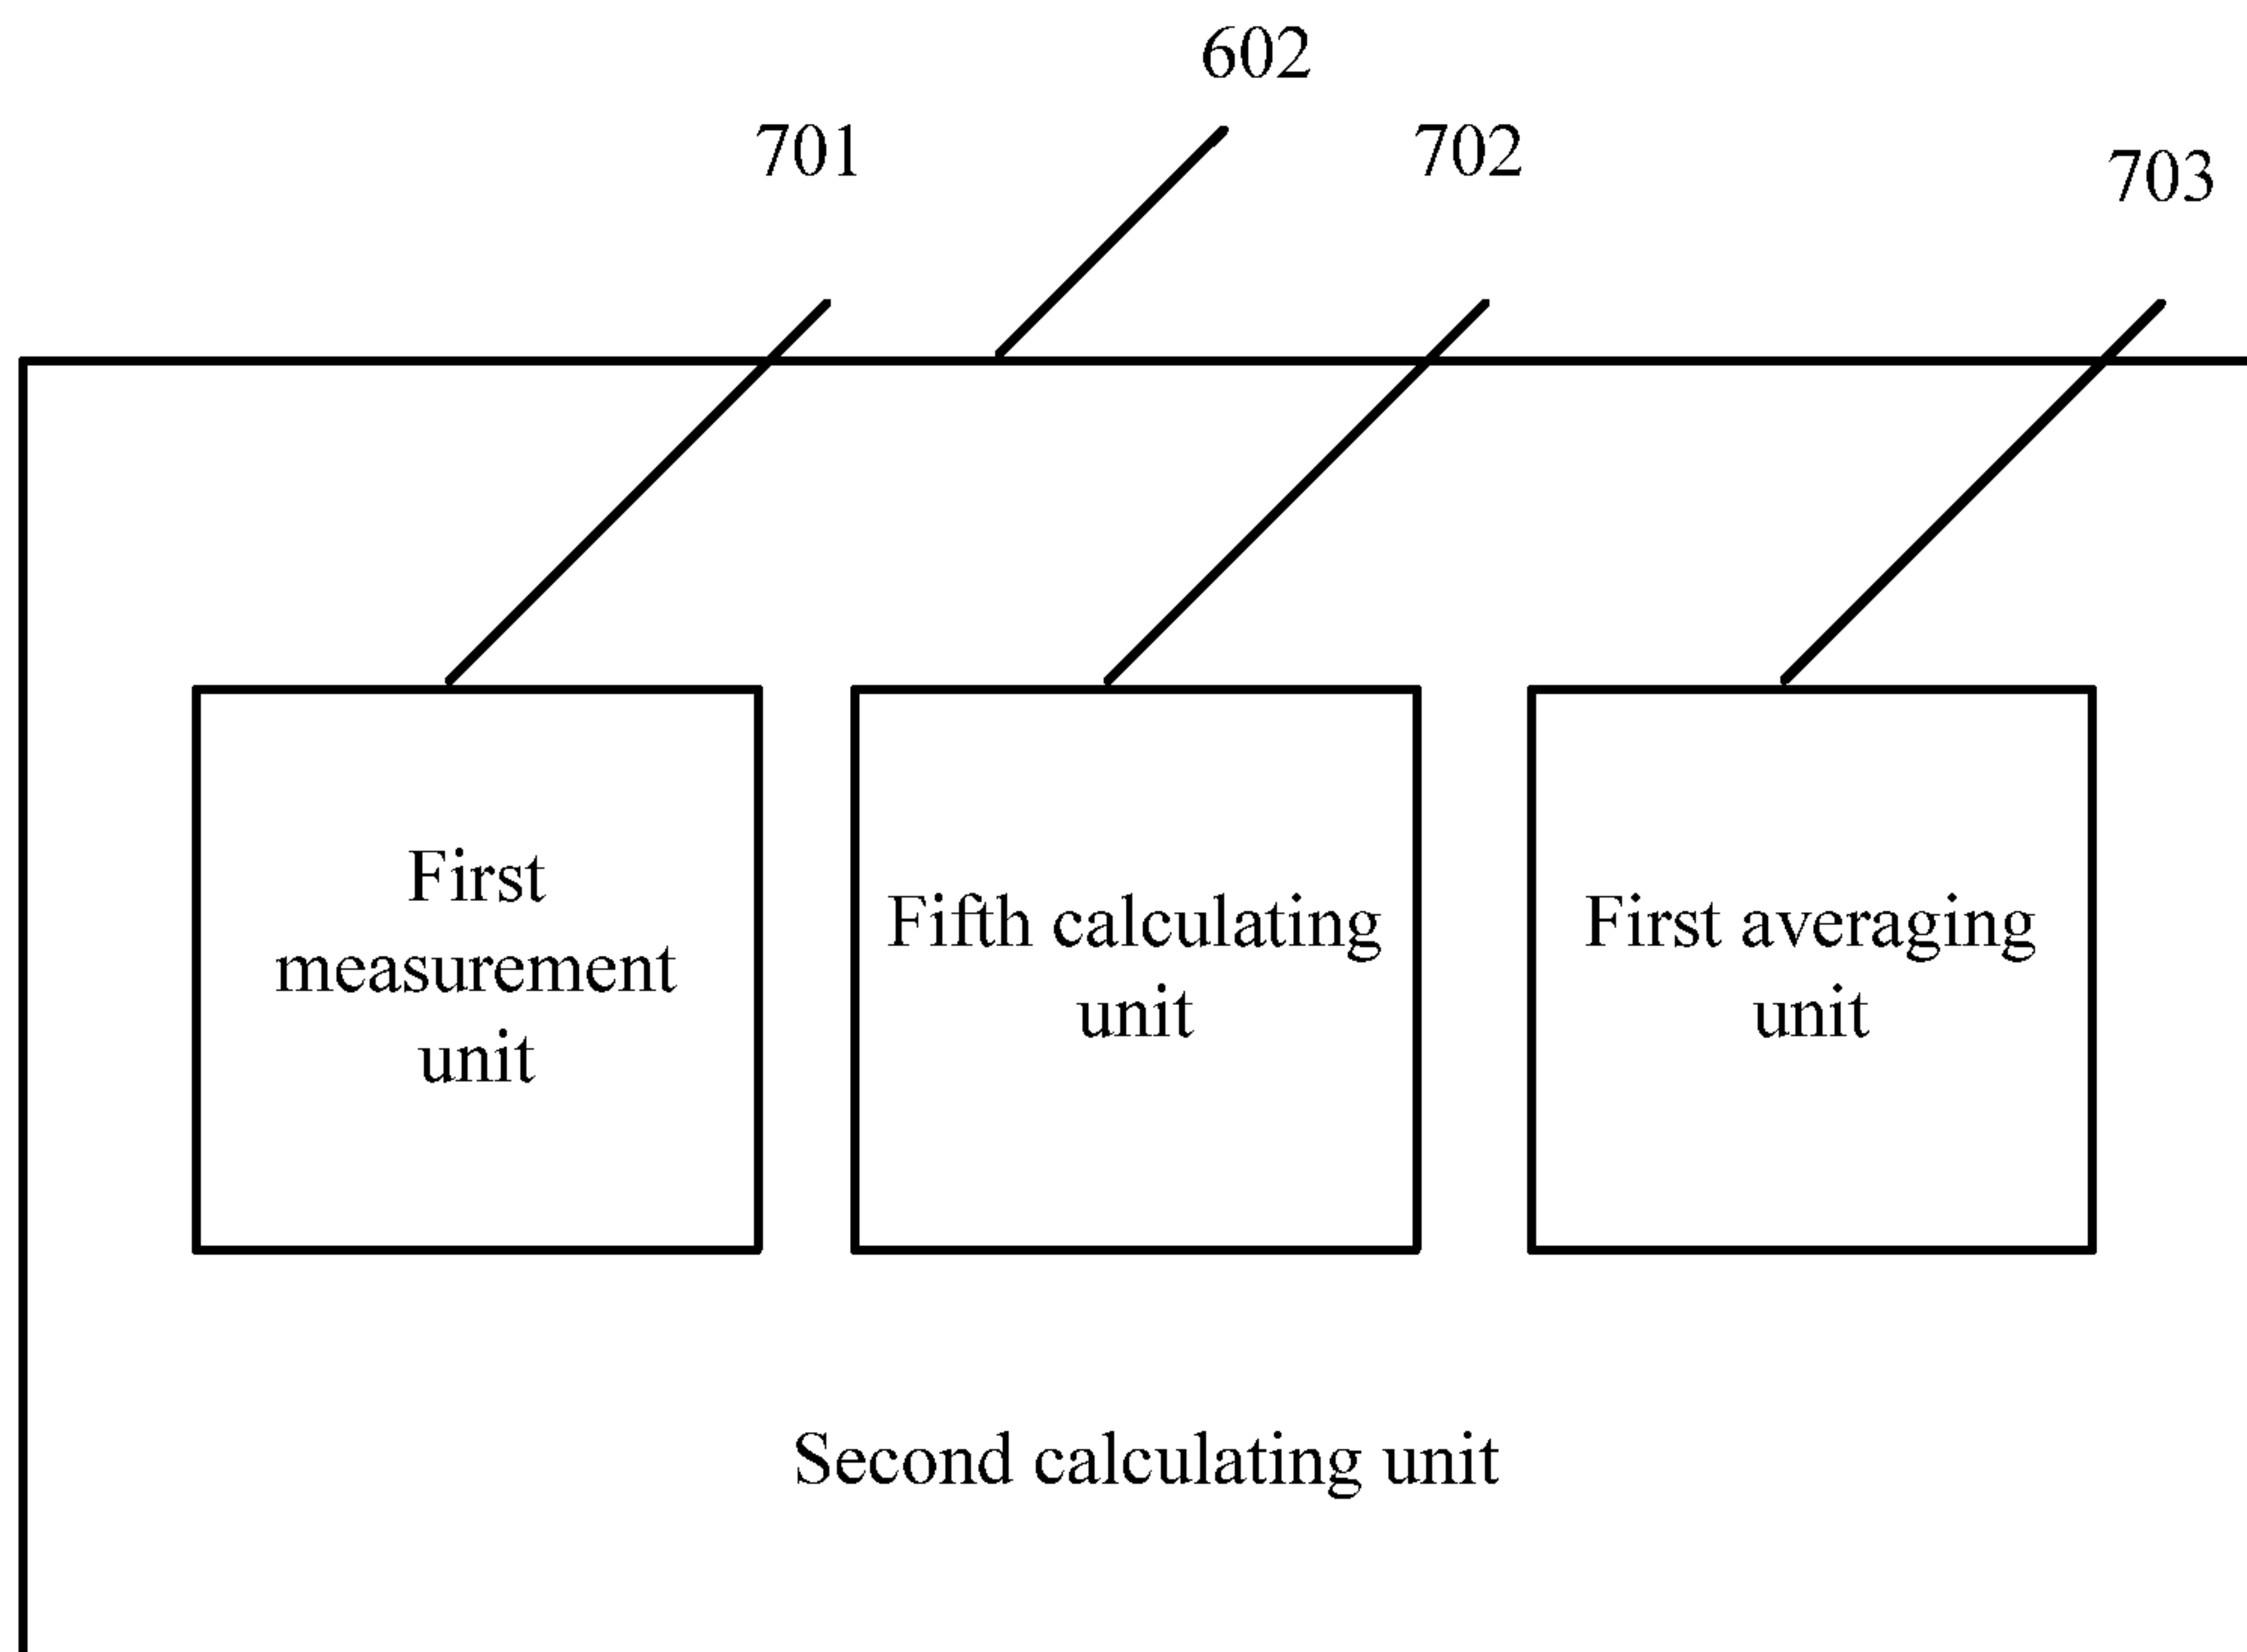 602
701
702
703
First
measurement
unit
Fifth calculating
unit
First averaging
unit
Second calculating unit